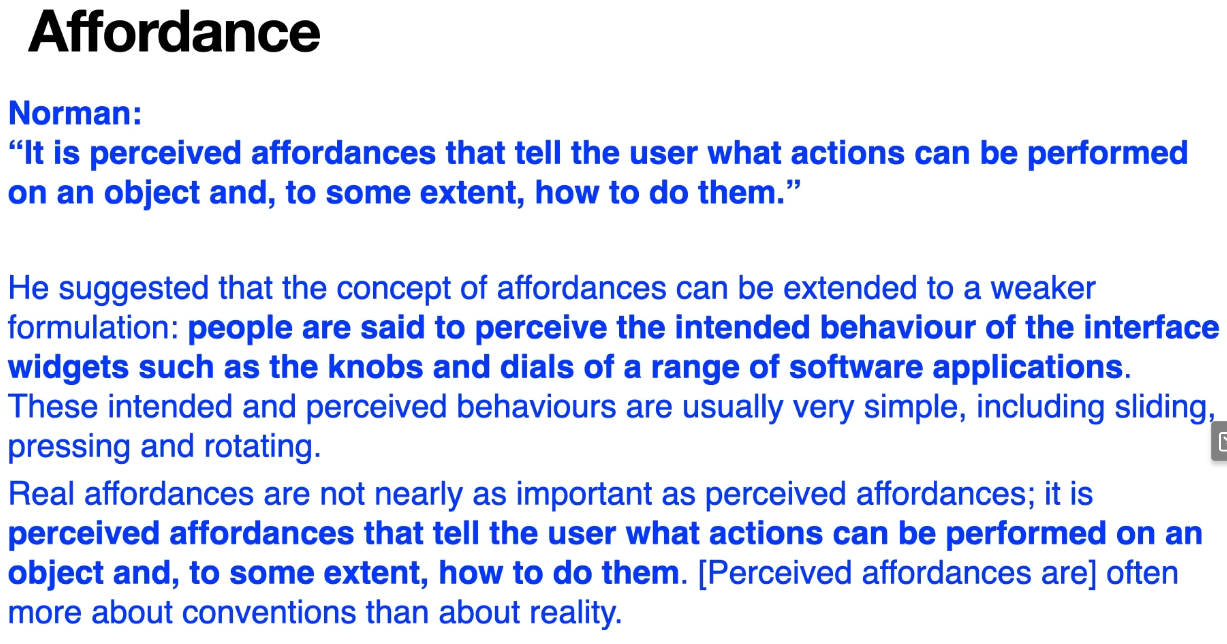 Affordance
Norman:
“It is perceived affordances that tell the user what actions can be performed
on an object and, to some extent, how to do them.”
He suggested that the concept of affordances can be extended to a weaker
formulation: people are said to perceive the intended behaviour of the interface
widgets such as the knobs and dials of a range of software applications.
These intended and perceived behaviours are usually very simple, including sliding,
pressing and rotating.
Real affordances are not nearly as important as perceived affordances; it is
perceived affordances that tell the user what actions can be performed on an
object and, to some extent, how to do them. [Perceived affordances are] often
more about conventions than about reality.